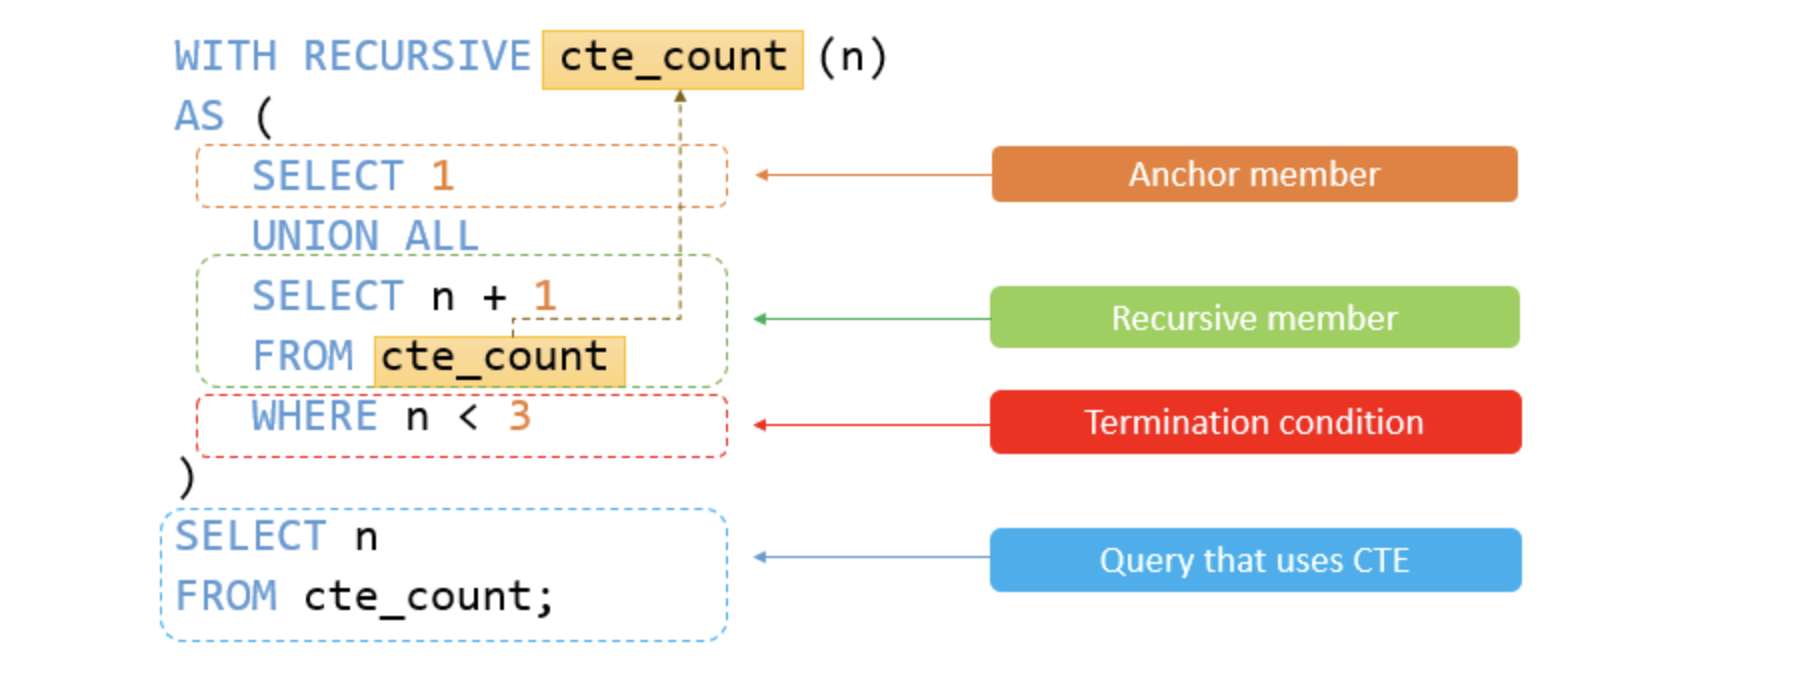 WITH RECURSIVE cte_count (n)
AS (
SELECT 1
Anchor member
UNION ALL
SELECT n + 1
Recursive member
FROM cte_count
WHERE n < 3
Termination condition
)
SELECT n
Query that uses CTE
FROM cte_count;